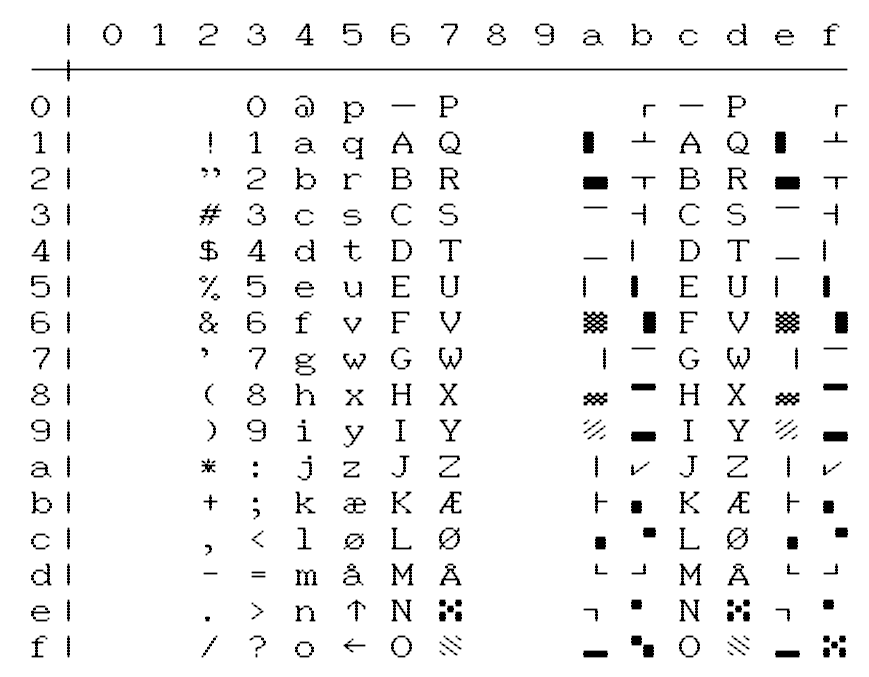 | 0 1 2 3 4 5 6 7 8 9 a b c d e f
0 | 0 @ p ─ P ┌ ─ P ┌
1 | ! 1 a q A Q ▌ ┴ A Q ▌ ┴
2 | " 2 b r B R ▄ ┬ B R ▄ ┬
3 | # 3 c s C S ▔ ┤ C S ▔ ┤
4 | $ 4 d t D T ▁ ▏ D T ▁ ▏
5 | % 5 e u E U ▏ ▍ E U ▏ ▍
6 | & 6 f v F V ▒ ▐ F V ▒ ▐
7 | ' 7 g w G W ▕ ▔ G W ▕ ▔
8 | ( 8 h x H X ▒ ▀ H X ▒ ▀
9 | ) 9 i y I Y ▨ ▃ I Y ▨ ▃
a | * : j z J Z ▕ ✓ J Z ▕ ✓
b | + ; k æ K Æ ├ ▖ K Æ ├ ▖
c | , < l ø L Ø ▗ ▝ L Ø ▗ ▝
d | - = m å M Å └ ┘ M Å └ ┘
e | . > n ↑ N ▚ ┐ ▘ N ▚ ┐ ▘
f | / ? o ← O ▧ ▂ ▚ O ▧ ▂ ▚